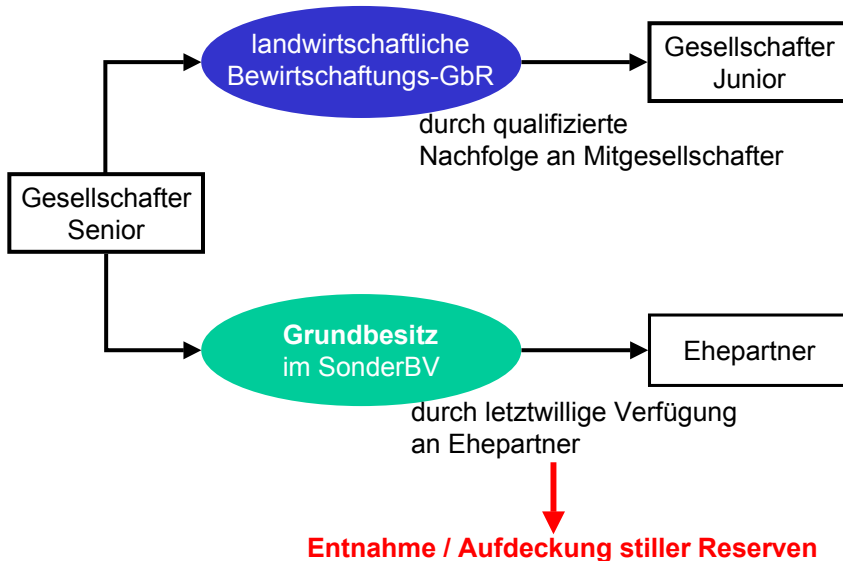 landwirtschaftliche
Bewirtschaftungs-GbR
Gesellschafter
Junior
durch qualifizierte
Nachfolge an Mitgesellschafter
Gesellschafter
Senior
Grundbesitz
im SonderBV
Ehepartner
durch letztwillige Verfügung
an Ehepartner
Entnahme / Aufdeckung stiller Reserven